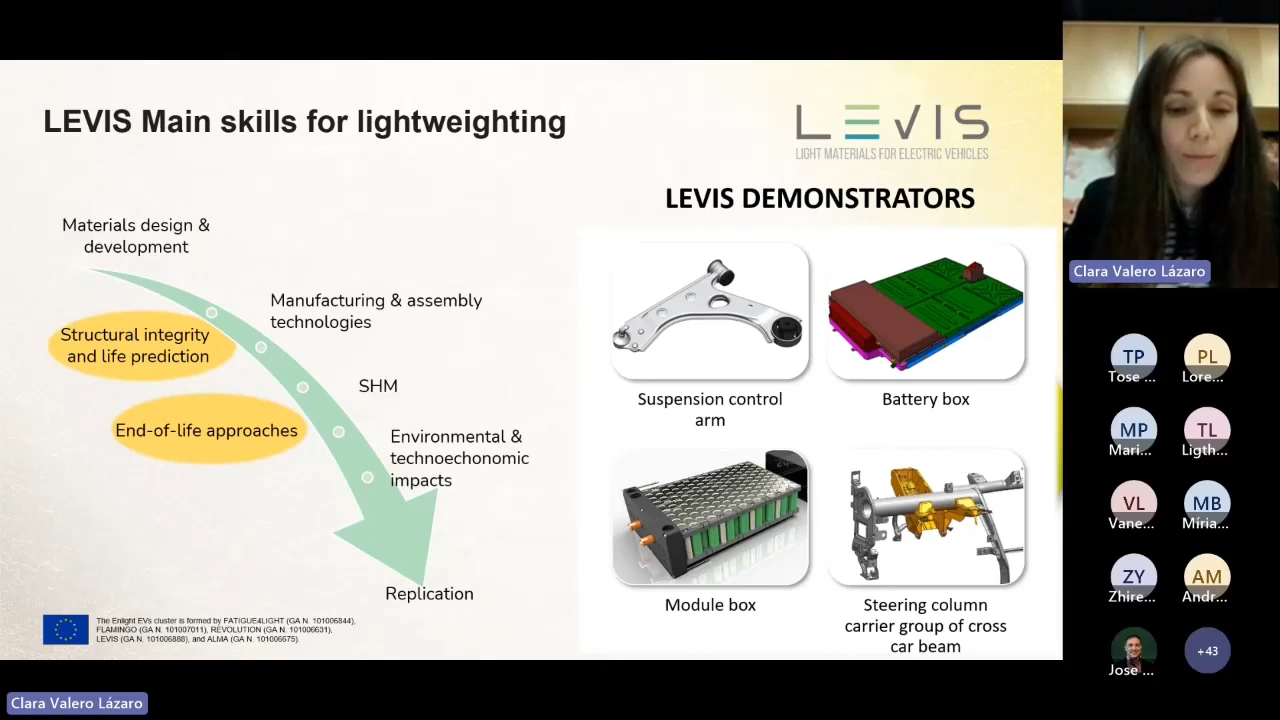 LEVIS Main skills for lightweighting
LEVIS
LIGHT MATERIALS FOR ELECTRIC VEHICLES
LEVIS DEMONSTRATORS
Materials design &
development
Manufacturing & assembly
technologies
Structural integrity
and life prediction
SHM
End-of-life approaches
Environmental &
technoechonomic
impacts
Replication
Suspension control
arm
Battery box
Module box
Steering column
carrier group of cross
car beam
The Enlight EVs cluster is formed by FATIGUE4LIGHT (GA N. 101006844),
FLAMINGO (GA N. 101007011), REVOLUTION (GA N. 101006631),
LEVIS (GA N. 101006888), and ALMA (GA N. 101006675).
Clara Valero Lázaro
Clara Valero Lázaro
TP
Tose ...
PL
Lore...
MP
Mari...
TL
Ligth...
VL
Vane...
MB
Míria...
ZY
Zhire...
AM
Andr...
Jose ...
+43